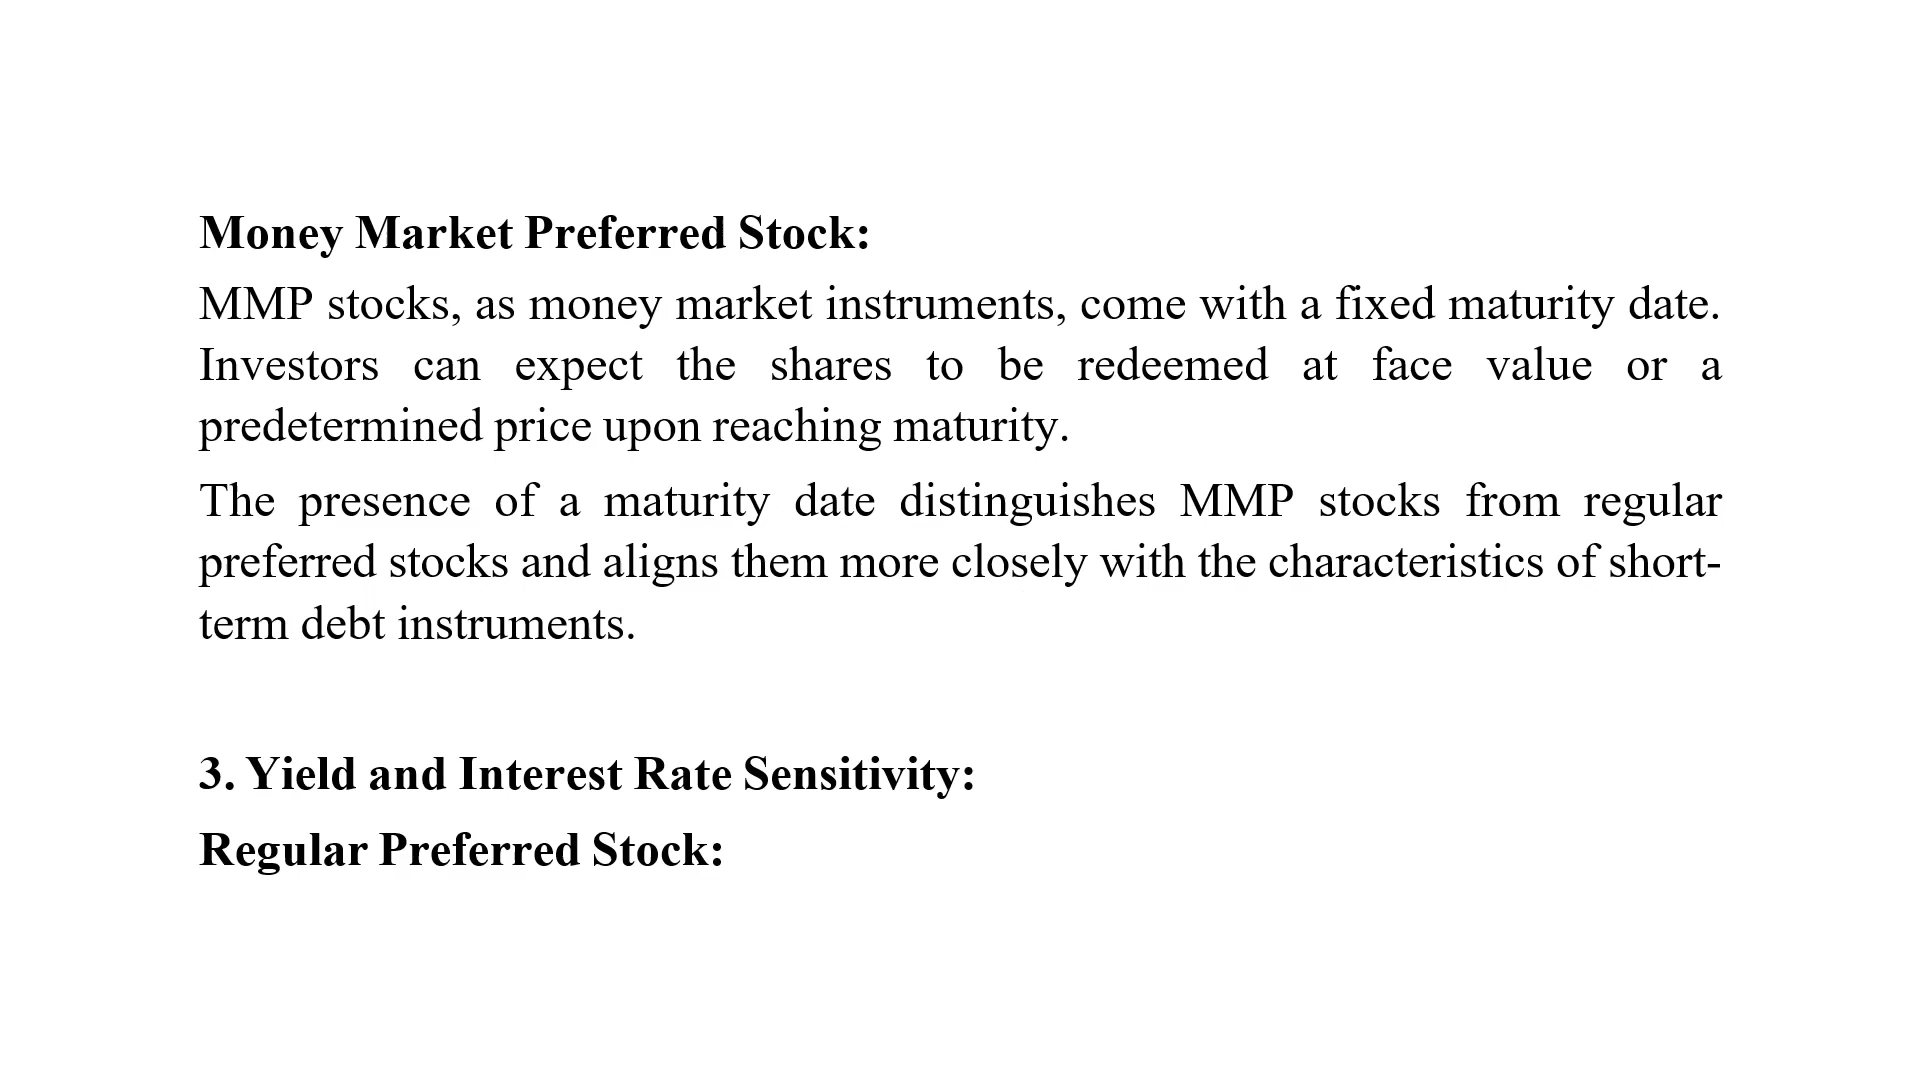 Money Market Preferred Stock:
MMP stocks, as money market instruments, come with a fixed maturity date.
Investors can expect the shares to be redeemed at face value or a
predetermined price upon reaching maturity.
The presence of a maturity date distinguishes MMP stocks from regular
preferred stocks and aligns them more closely with the characteristics of short-
term debt instruments.
3. Yield and Interest Rate Sensitivity:
Regular Preferred Stock: